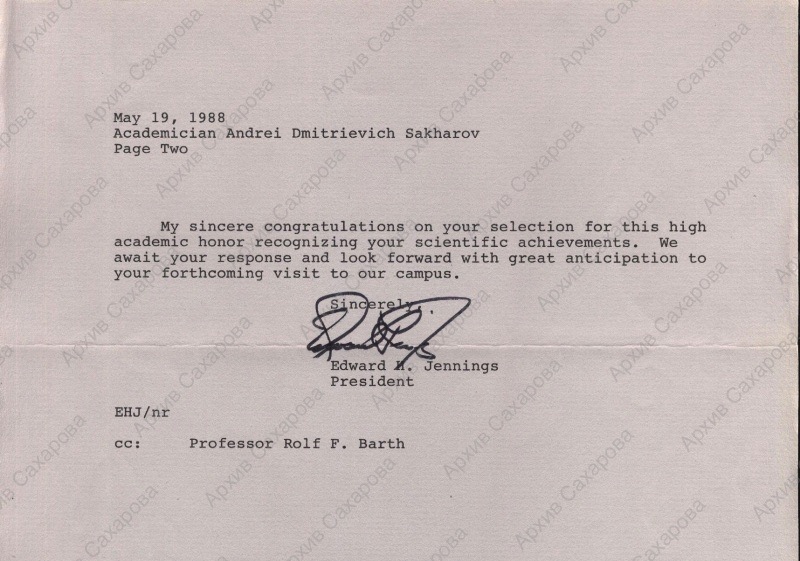 May 19, 1988
Academician Andrei Dmitrievich Sakharov
Page Two
My sincere congratulations on your selection for this high
academic honor recognizing your scientific achievements. We
await your response and look forward with great anticipation to
your forthcoming visit to our campus.
Sincerely,
Edward H. Jennings
President
EHJ/nr
cc: Professor Rolf F. Barth
Архив Сахарова